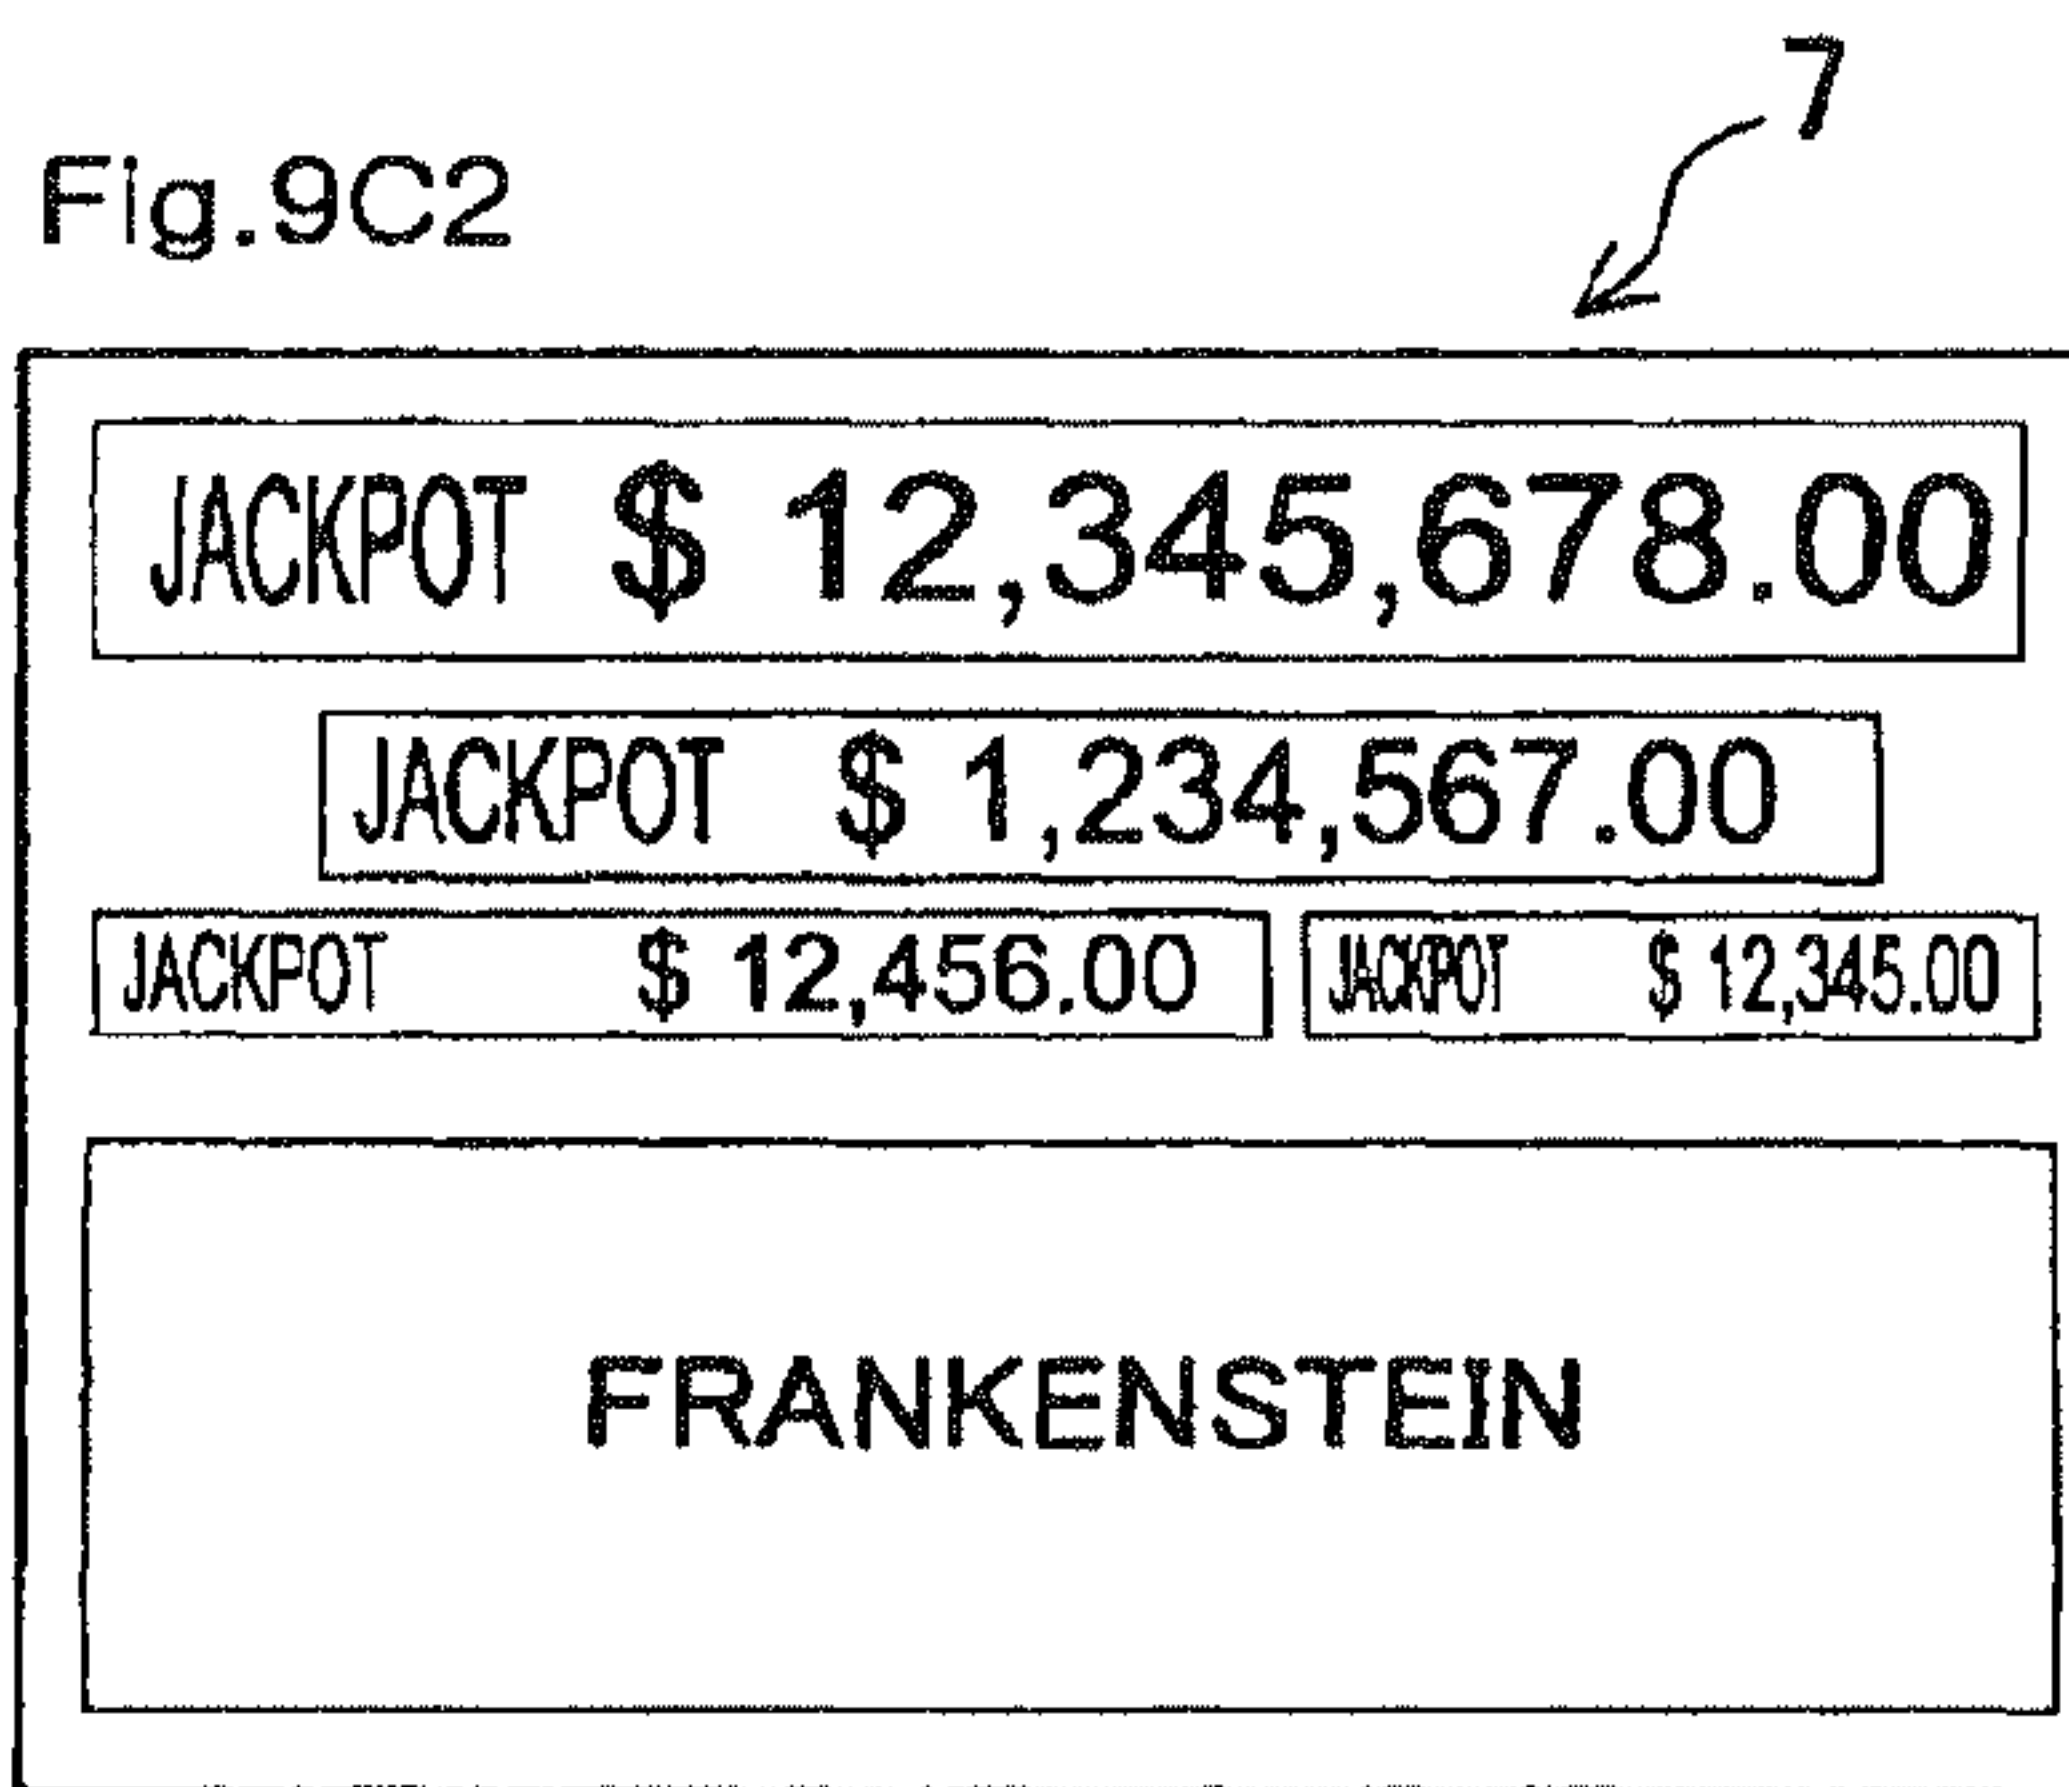 7
Fig.9C2
JACKPOT $ 12,345,678.00
JACKPOT $ 1,234,567.00
JACKPOT $ 12,456.00
JACKPOT $ 12,345.00
FRANKENSTEIN